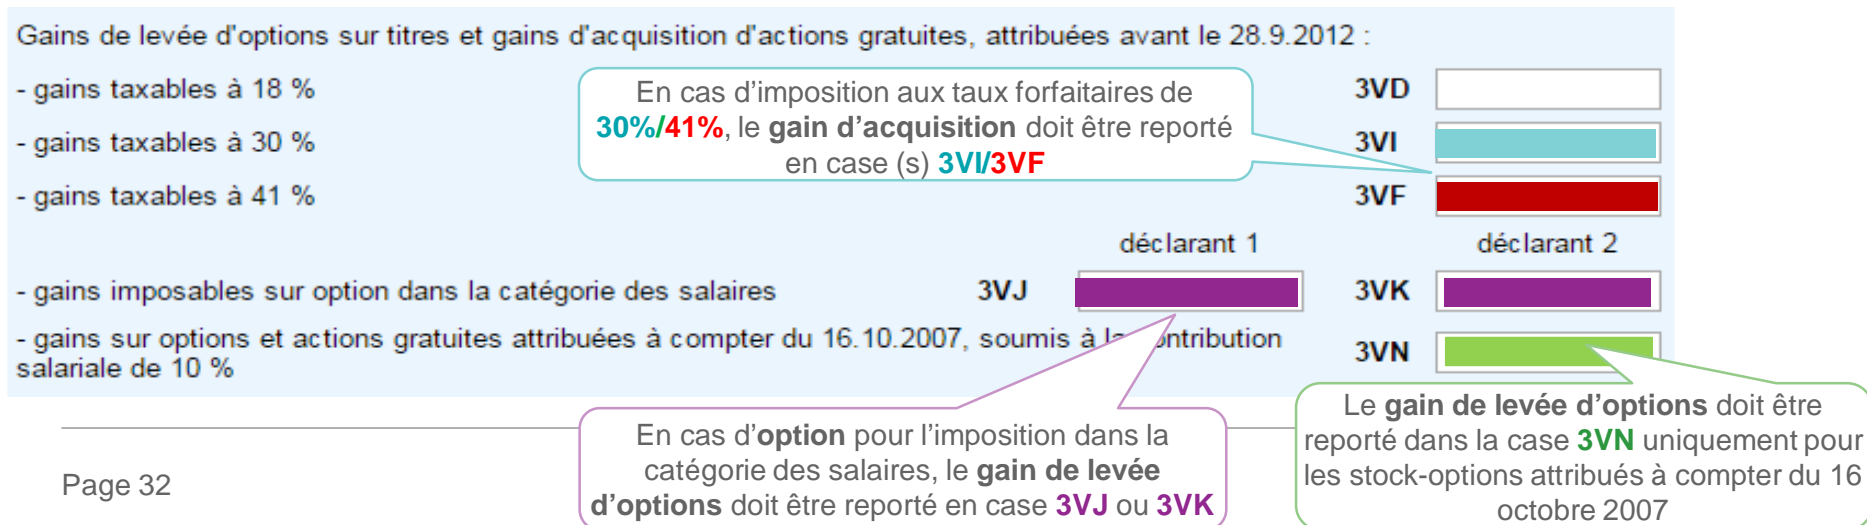 Gains de levée d'options sur titres et gains d'acquisition d'actions gratuites, attribuées avant le 28.9.2012 :
- gains taxables à 18 % 3VD
- gains taxables à 30 % 3VI
- gains taxables à 41 % 3VF
En cas d’imposition aux taux forfaitaires de
30%/41%, le gain d’acquisition doit être reporté
en case (s) 3VI/3VF
déclarant 1 déclarant 2
- gains imposables sur option dans la catégorie des salaires 3VJ 3VK
- gains sur options et actions gratuites attribuées à compter du 16.10.2007, soumis à la contribution
salariale de 10 % 3VN
En cas d’option pour l’imposition dans la
catégorie des salaires, le gain de levée
d’options doit être reporté en case 3VJ ou 3VK
Le gain de levée d’options doit être
reporté dans la case 3VN uniquement pour
les stock-options attribués à compter du 16
octobre 2007
Page 32